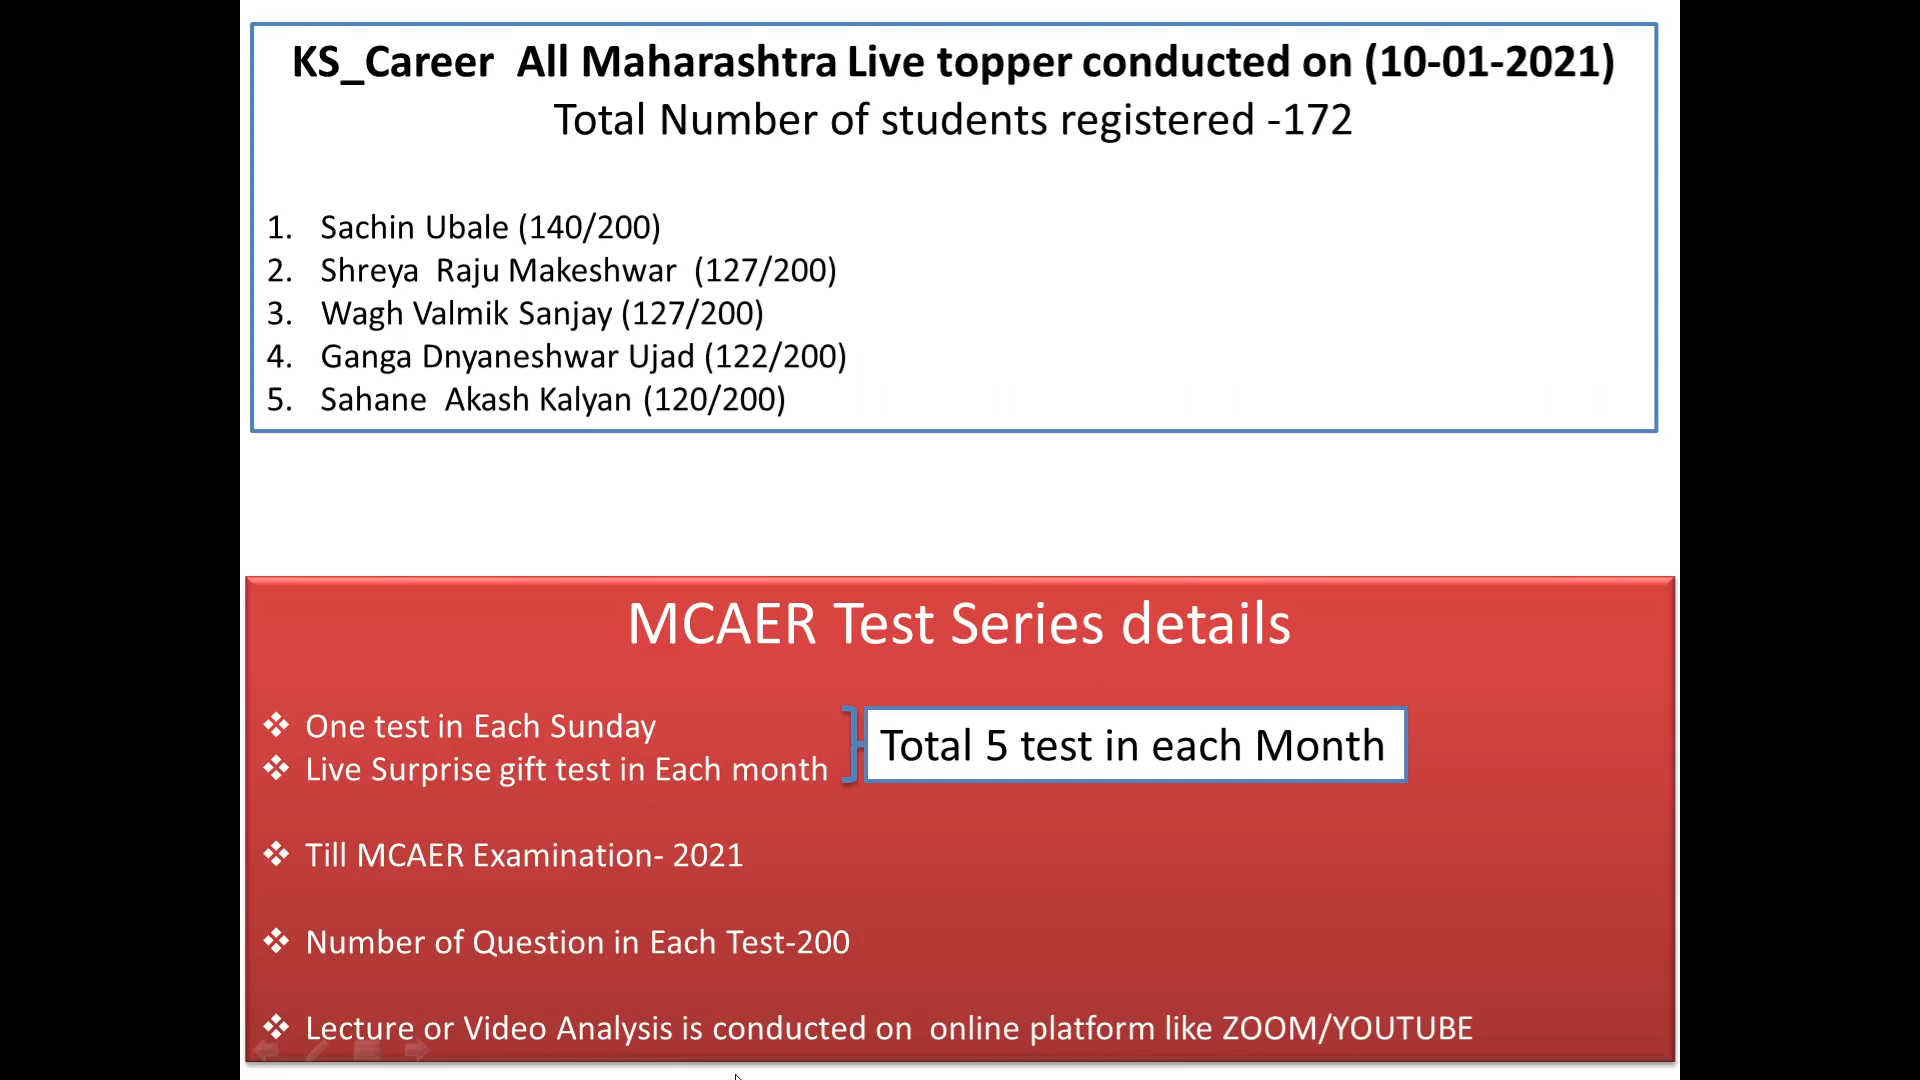 KS_Career  All Maharashtra Live topper conducted on (10-01-2021)
Total Number of students registered -172
1. Sachin Ubale (140/200)
2. Shreya  Raju Makeshwar  (127/200)
3. Wagh Valmik Sanjay (127/200)
4. Ganga Dnyaneshwar Ujad (122/200)
5. Sahane  Akash Kalyan (120/200)
MCAER Test Series details
❖ One test in Each Sunday
❖ Live Surprise gift test in Each month
Total 5 test in each Month
❖ Till MCAER Examination- 2021
❖ Number of Question in Each Test-200
❖ Lecture or Video Analysis is conducted on  online platform like ZOOM/YOUTUBE